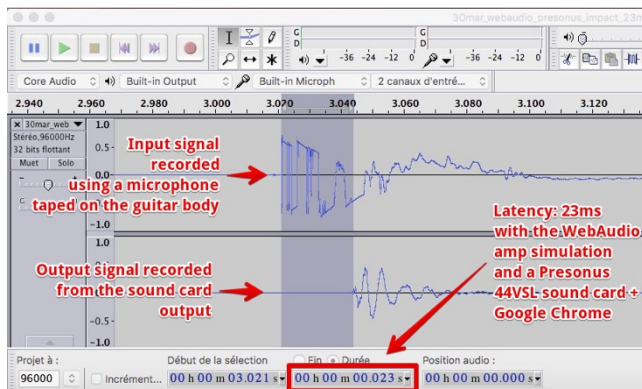 30mar_webaudio_presonus_impact_23m
G
D
-36 -24 -12 0
G
D
-36 -24 -12 0
Core Audio
Built-in Output
Built-in Microph
2 canaux d'entré...
2.940 2.960 2.980 3.000 3.070 3.040 3.060 3.080 3.100 3.120
30mar_web
Stéréo, 96000Hz
32 bits flottant
Muet Solo
- +
1.0
0.5-
-0.5-
-1.0
1.0
-0.5-
-1.0
Input signal
recorded
using a microphone
taped on the guitar body
Output signal recorded
from the sound card
output
Latency: 23ms
with the WebAudio
amp simulation
and a Presonus
44VSL sound card +
Google Chrome
Projet à :
Début de la sélection
Fin
Durée
Position audio :
96000
Incrément...
00 h 00 m 03.021 s
00 h 00 m 00.023 s
00 h 00 m 00.000 s